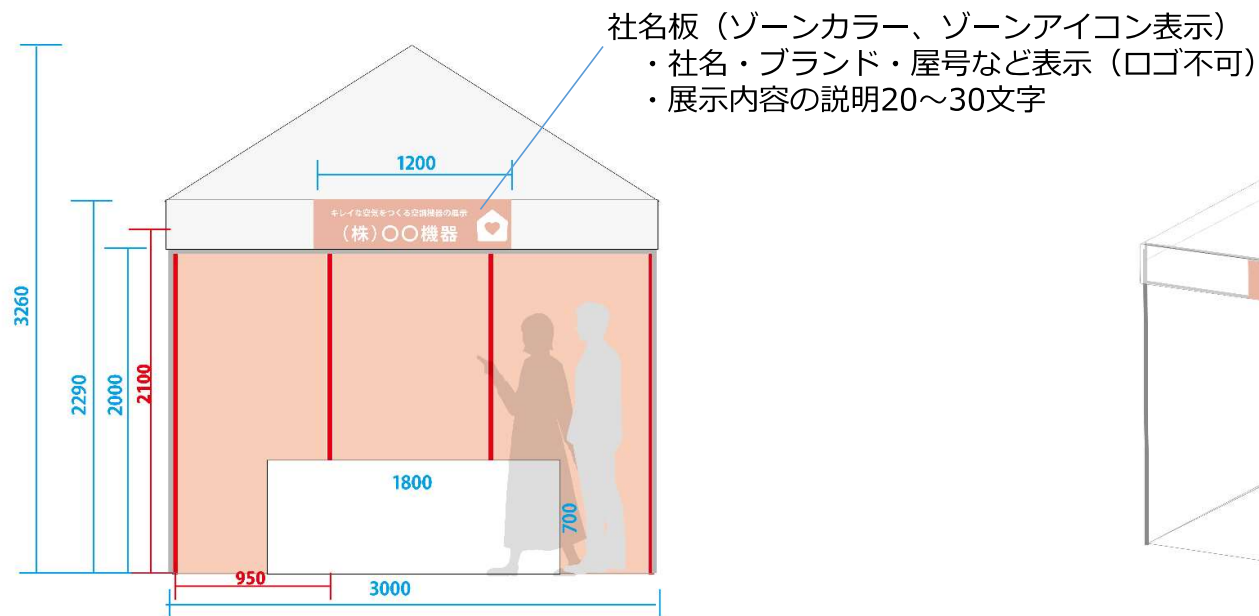 社名板（ゾーンカラー、ゾーンアイコン表示）
・社名・ブランド・屋号など表示（ロゴ不可）
・展示内容の説明20～30文字
1200
キレイな空気をつくる空調機器の展示
（株）〇〇機器
3260
2290
2000
2100
1800
700
950
3000